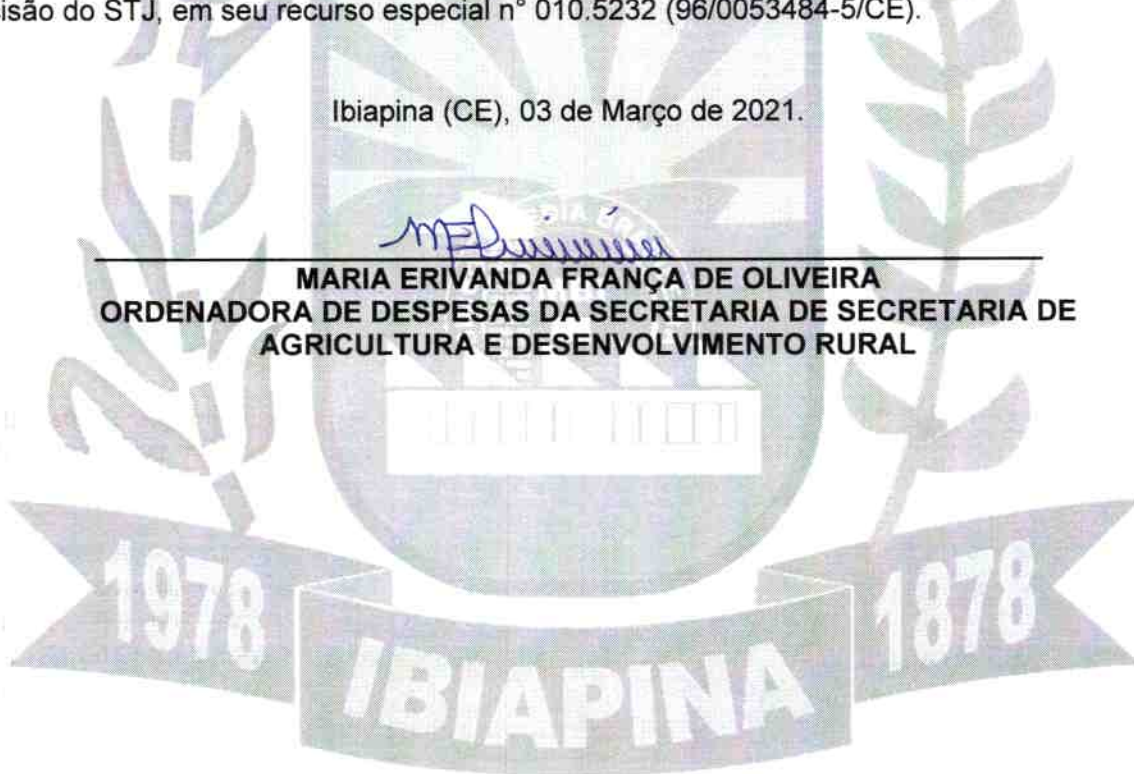 cisão do STJ, em seu recurso especial n° 010.5232 (96/0053484-5/CE).
Ibiapina (CE), 03 de Março de 2021.
MARIA ERIVANDA FRANÇA DE OLIVEIRA
ORDENADORA DE DESPESAS DA SECRETARIA DE SECRETARIA DE
AGRICULTURA E DESENVOLVIMENTO RURAL
1978
1878
IBIAPINA